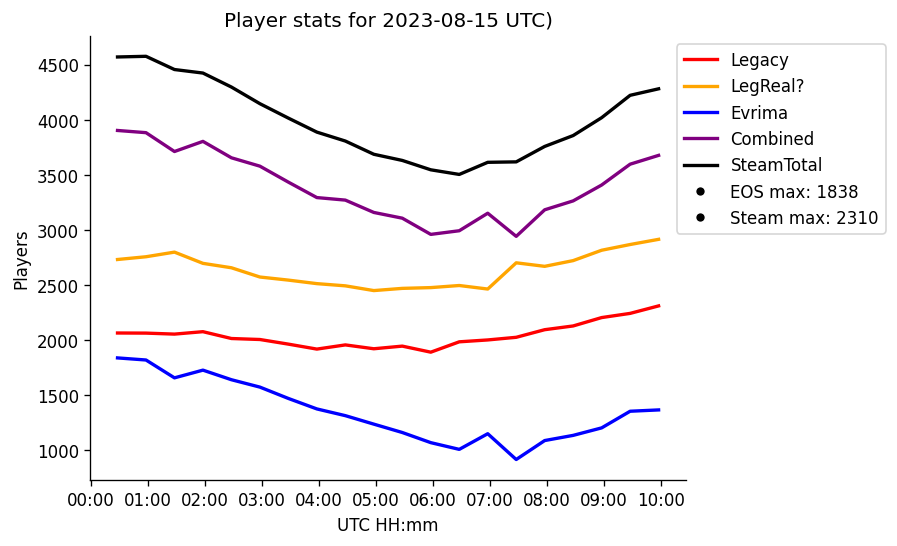 Player stats for 2023-08-15 UTC)
Players
4500
4000
3500
3000
2500
2000
1500
1000
00:00 01:00 02:00 03:00 04:00 05:00 06:00 07:00 08:00 09:00 10:00
UTC HH:mm
Legacy
LegReal?
Evrima
Combined
SteamTotal
EOS max: 1838
Steam max: 2310